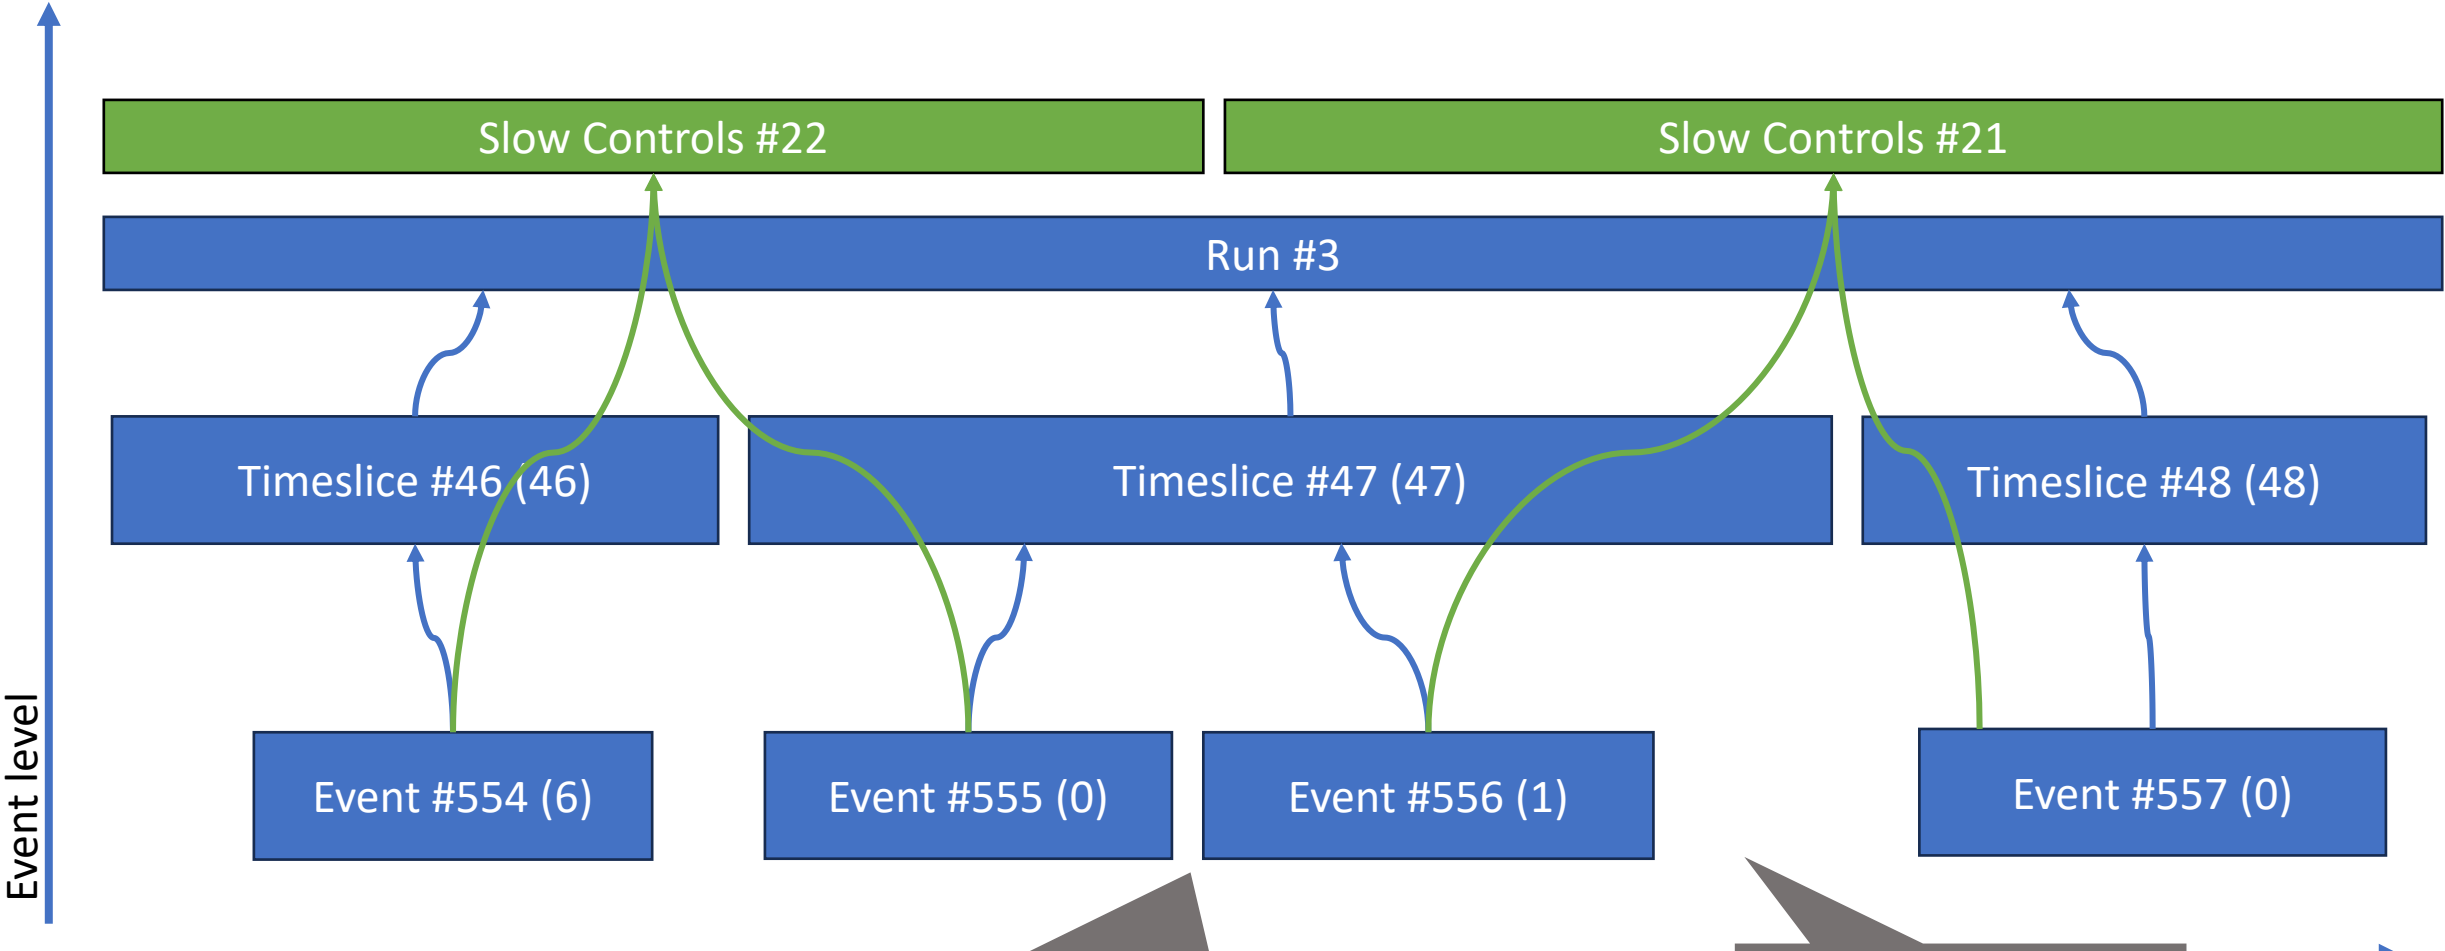 Slow Controls #22
Slow Controls #21
Run #3
Timeslice #46 (46)
Timeslice #47 (47)
Timeslice #48 (48)
Event #554 (6)
Event #555 (0)
Event #556 (1)
Event #557 (0)
Event level